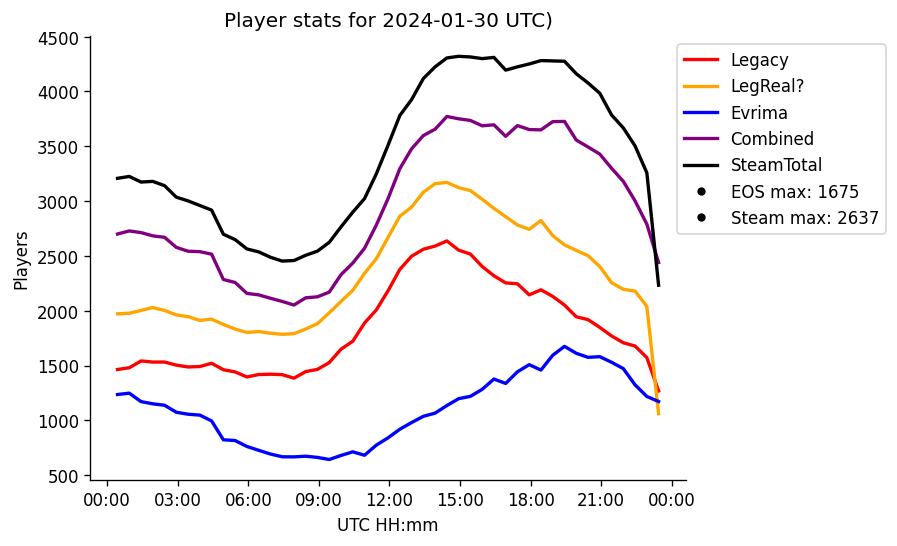 Player stats for 2024-01-30 UTC)
Players
4500
4000
3500
3000
2500
2000
1500
1000
500
00:00 03:00 06:00 09:00 12:00 15:00 18:00 21:00 00:00
UTC HH:mm
Legacy
LegReal?
Evrima
Combined
SteamTotal
EOS max: 1675
Steam max: 2637